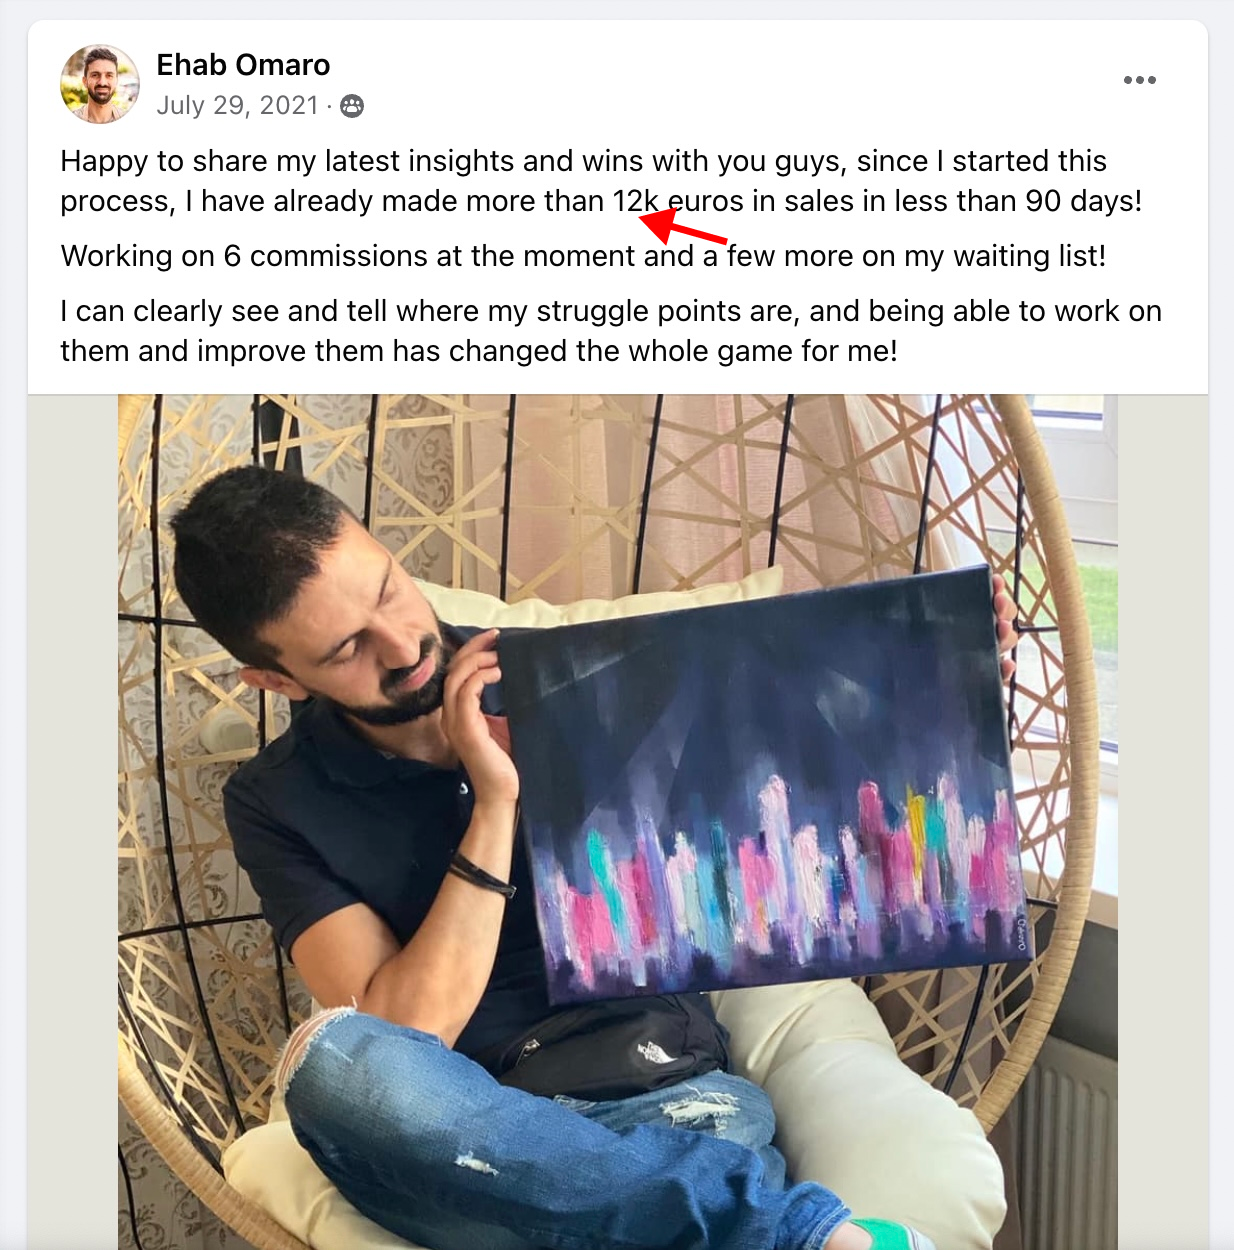 Ehab Omaro
July 29, 2021 ·
Happy to share my latest insights and wins with you guys, since I started this
process, I have already made more than 12k euros in sales in less than 90 days!
Working on 6 commissions at the moment and a few more on my waiting list!
I can clearly see and tell where my struggle points are, and being able to work on
them and improve them has changed the whole game for me!
THE
NORTH
FACE